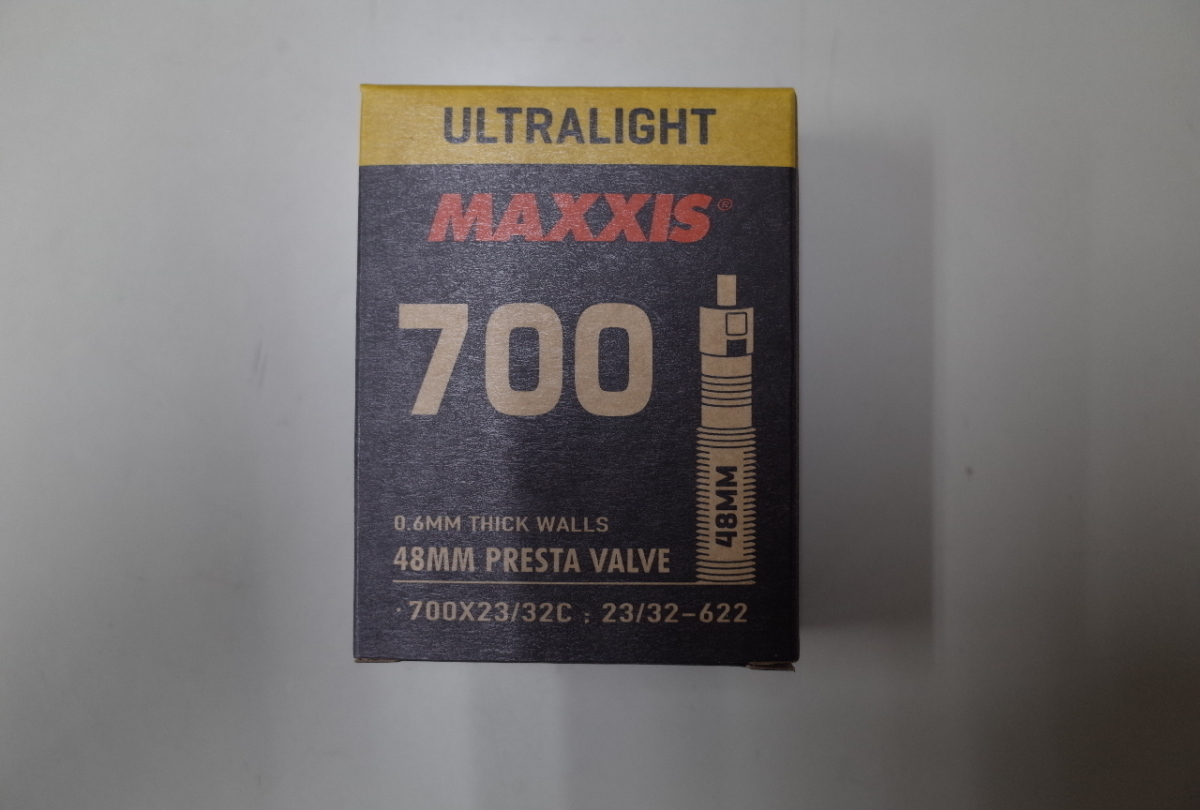 ULTRALIGHT
MAXXIS®
700
48MM
0.6MM THICK WALLS
48MM PRESTA VALVE
·700X23/32C ; 23/32-622